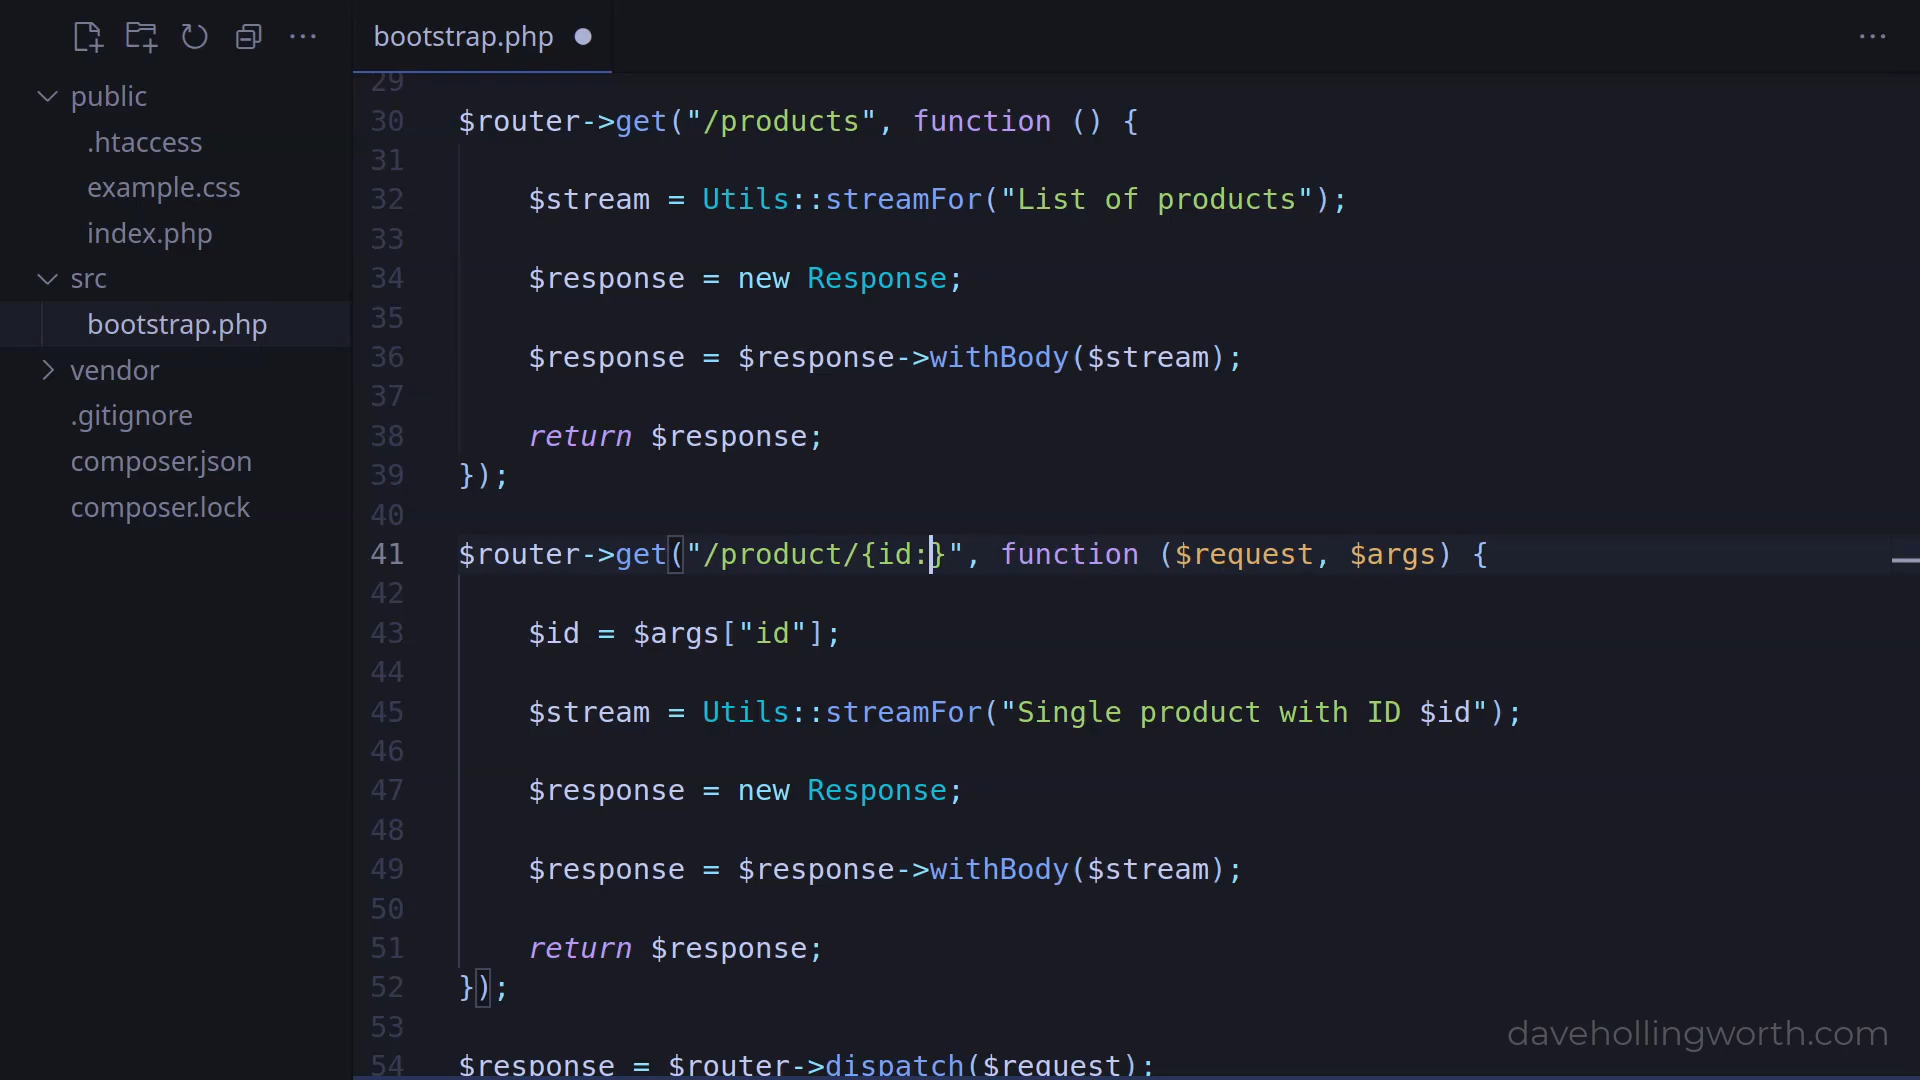 bootstrap.php
public
.htaccess
example.css
index.php
src
bootstrap.php
vendor
.gitignore
composer.json
composer.lock
29
30 $router->get("/products", function () {
31
32 $stream = Utils::streamFor("List of products");
33
34 $response = new Response;
35
36 $response = $response->withBody($stream);
37
38 return $response;
39 });
40
41 $router->get("/product/{id:}", function ($request, $args) {
42
43 $id = $args["id"];
44
45 $stream = Utils::streamFor("Single product with ID $id");
46
47 $response = new Response;
48
49 $response = $response->withBody($stream);
50
51 return $response;
52 });
53
54 $response = $router->dispatch($request);
davehollingworth.com